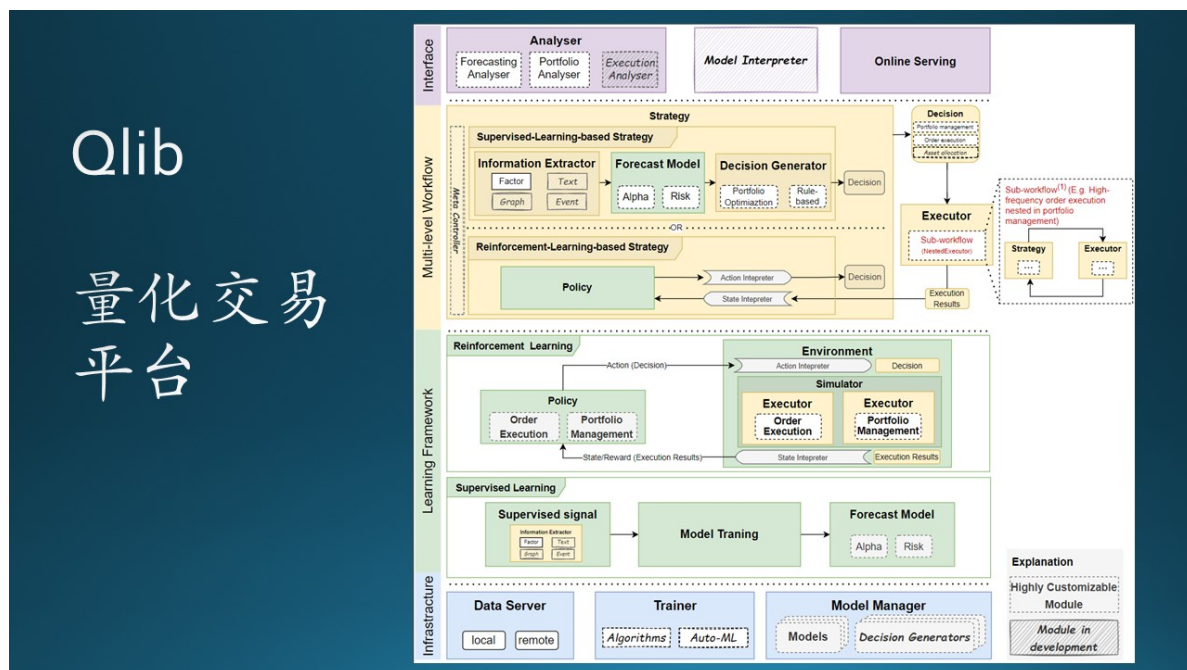 Qlib
量化交易
平台
Interface
Analyser
Forecasting
Analyser
Portfolio
Analyser
Execution
Analyser
Model Interpreter
Online Serving
Multi-level Workflow
Meta Controller
Strategy
Supervised-Learning-based Strategy
Information Extractor
Factor
Text
Graph
Event
Forecast Model
Alpha
Risk
Decision Generator
Portfolio
Optimiaztion
Rule-
based
Decision
OR
Reinforcement-Learning-based Strategy
Policy
Action Intepreter
State Intepreter
Decision
Decision
Portfolio management
Order execution
Asset allocation
Executor
Sub-workflow
(NestedExecutor)
Execution
Results
Sub-workflow(1) (E.g. High-
frequency order execution
nested in portfolio
management)
Strategy
...
Executor
...
Learning Framework
Reinforcement Learning
Action (Decision)
Policy
Order
Execution
Portfolio
Management
State/Reward (Execution Results)
Environment
Action Intepreter
Decision
Simulator
Executor
Order
Execution
Executor
Portfolio
Management
State Intepreter
Execution Results
Supervised Learning
Supervised signal
Information Extractor
Factor
Text
Graph
Event
Model Traning
Forecast Model
Alpha
Risk
Infrastracture
Data Server
local
remote
Trainer
Algorithms
Auto-ML
Model Manager
Models
Decision Generators
Explanation
Highly Customizable
Module
Module in
development